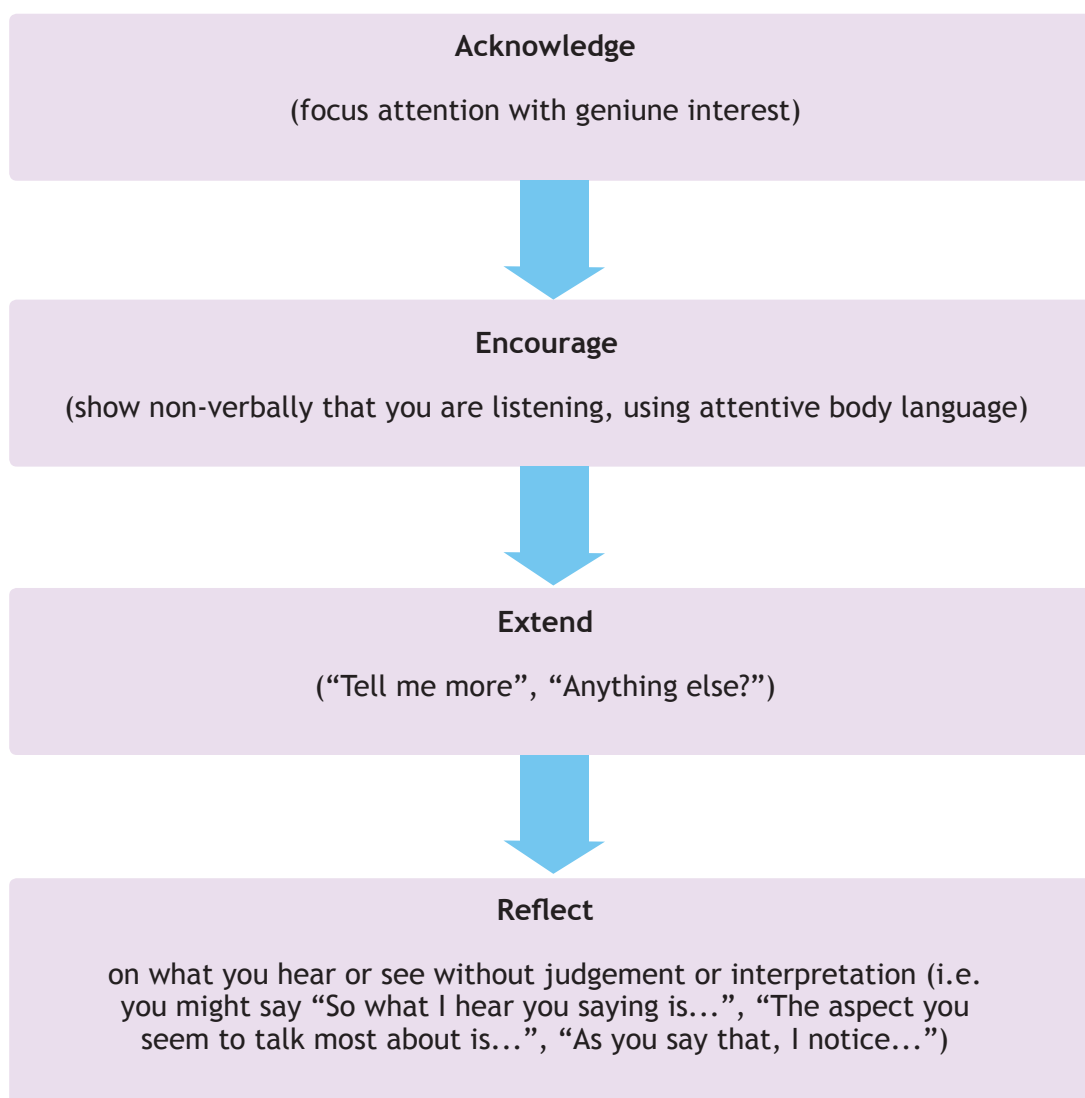 Acknowledge
(focus attention with geniune interest)
Encourage
(show non-verbally that you are listening, using attentive body language)
Extend
(“Tell me more”, “Anything else?”)
Reflect
on what you hear or see without judgement or interpretation (i.e.
you might say “So what I hear you saying is...”, “The aspect you
seem to talk most about is...”, “As you say that, I notice...”)